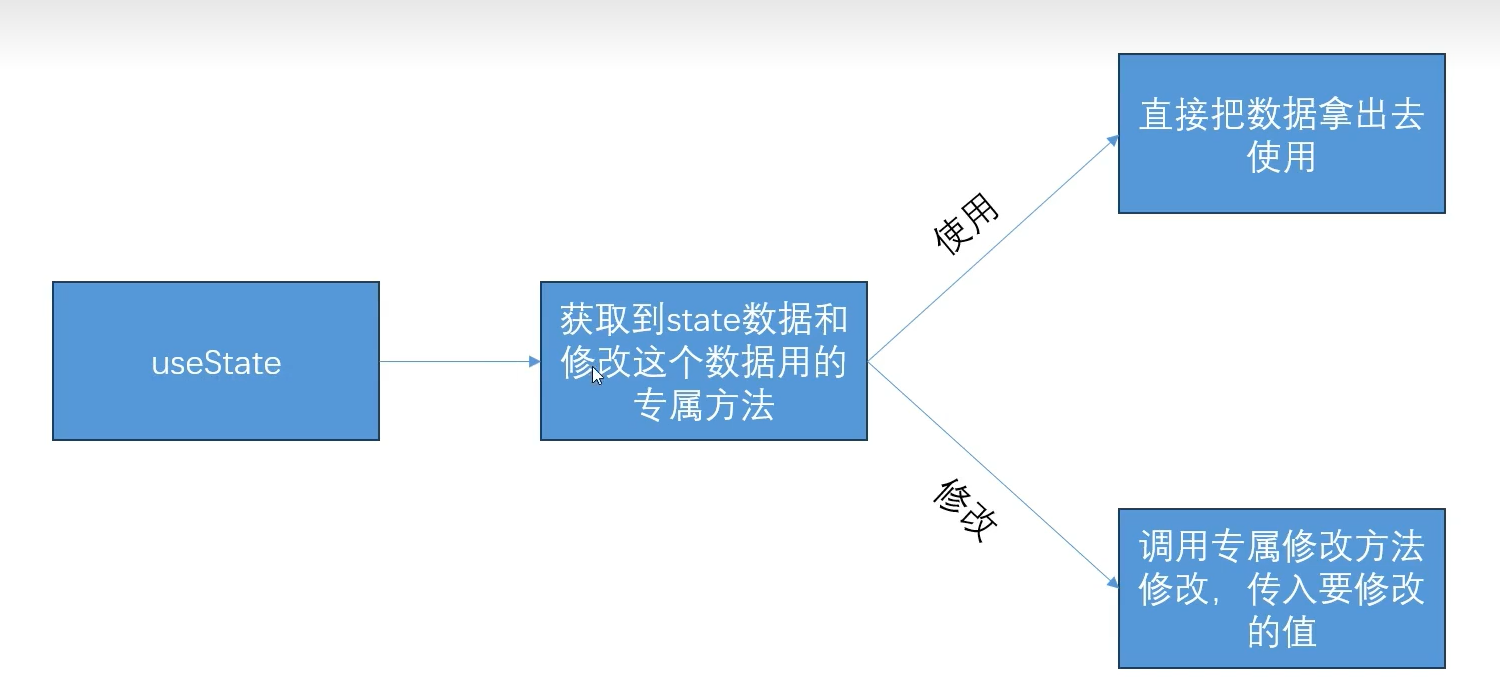 useState
获取到state数据和
修改这个数据用的
专属方法
使用
直接把数据拿出去
使用
修改
调用专属修改方法
修改，传入要修改
的值